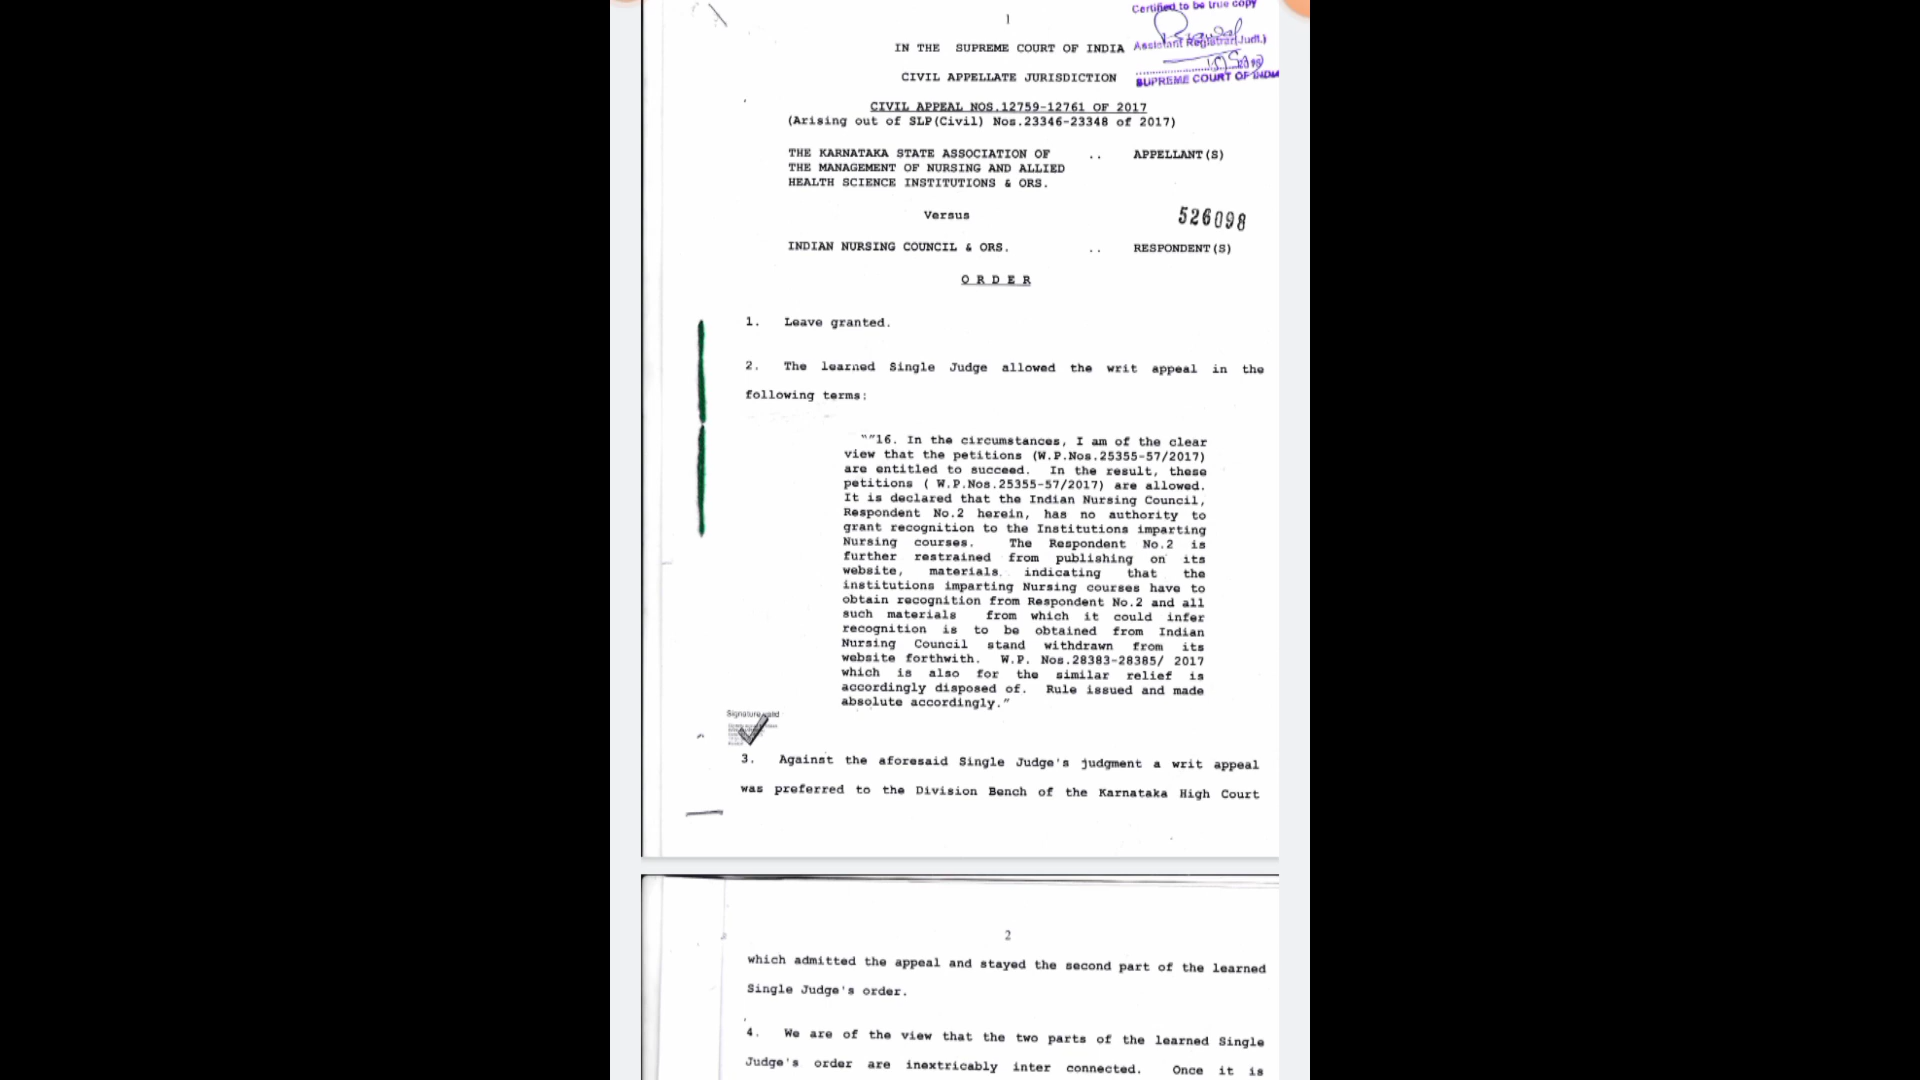 1
Certified to be true copy
Assistant Registrar (Judl.)
SUPREME COURT OF INDIA
IN THE SUPREME COURT OF INDIA
CIVIL APPELLATE JURISDICTION
CIVIL APPEAL NOS.12759-12761 OF 2017
(Arising out of SLP(Civil) Nos.23346-23348 of 2017)
THE KARNATAKA STATE ASSOCIATION OF .. APPELLANT(S)
THE MANAGEMENT OF NURSING AND ALLIED
HEALTH SCIENCE INSTITUTIONS & ORS.
Versus
526098
INDIAN NURSING COUNCIL & ORS. .. RESPONDENT(S)
O R D E R
1. Leave granted.
2. The learned Single Judge allowed the writ appeal in the
following terms:
"”16. In the circumstances, I am of the clear
view that the petitions (W.P.Nos.25355-57/2017)
are entitled to succeed. In the result, these
petitions ( W.P.Nos.25355-57/2017) are allowed.
It is declared that the Indian Nursing Council,
Respondent No.2 herein, has no authority to
grant recognition to the Institutions imparting
Nursing courses. The Respondent No.2 is
further restrained from publishing on its
website, materials indicating that the
institutions imparting Nursing courses have to
obtain recognition from Respondent No.2 and all
such materials from which it could infer
recognition is to be obtained from Indian
Nursing Council stand withdrawn from its
website forthwith. W.P. Nos.28383-28385/ 2017
which is also for the similar relief is
accordingly disposed of. Rule issued and made
absolute accordingly.”
Signature valid
3. Against the aforesaid Single Judge's judgment a writ appeal
was preferred to the Division Bench of the Karnataka High Court
2
which admitted the appeal and stayed the second part of the learned
Single Judge's order.
4. We are of the view that the two parts of the learned Single
Judge's order are inextricably inter connected. Once it is